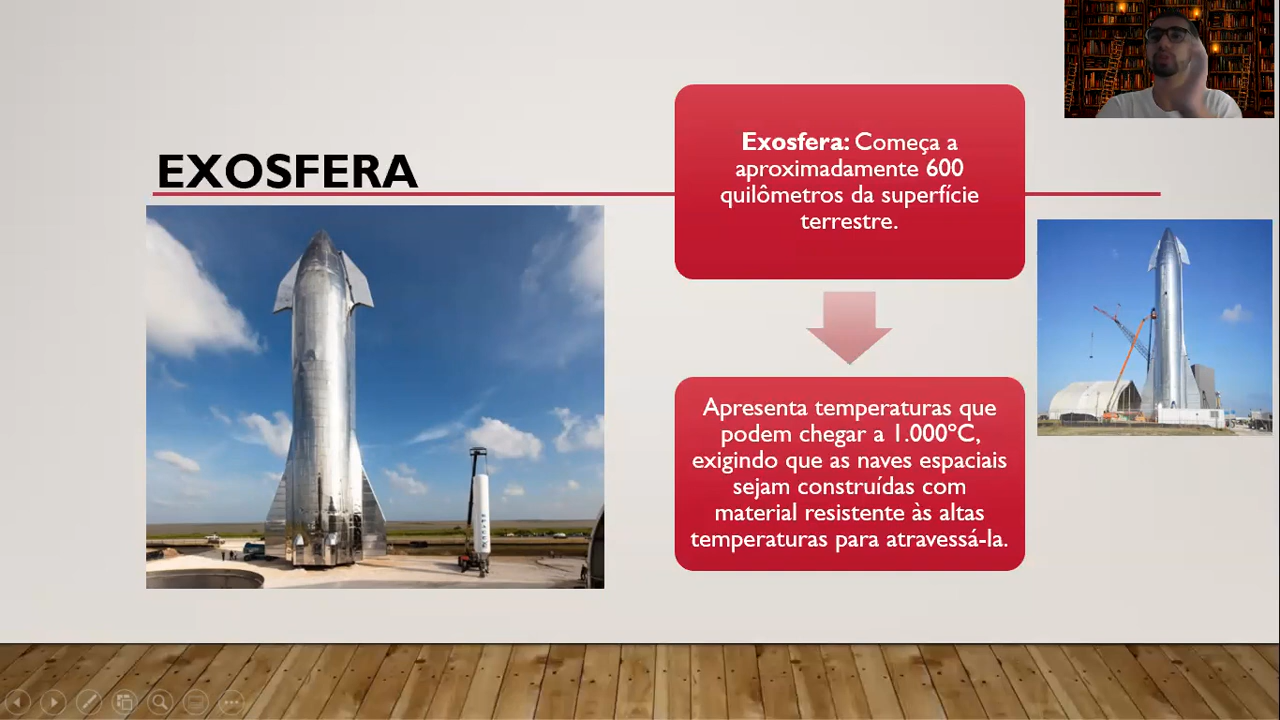 EXOSFERA
Exosfera: Começa a
aproximadamente 600
quilômetros da superfície
terrestre.
Apresenta temperaturas que
podem chegar a 1.000ºC,
exigindo que as naves espaciais
sejam construídas com
material resistente às altas
temperaturas para atravessá-la.